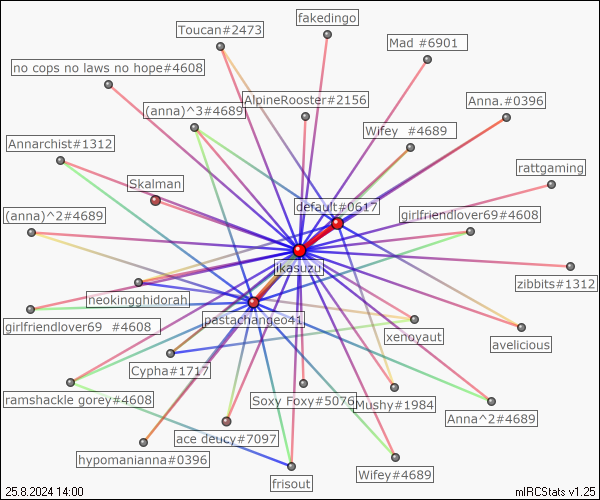 fakedingo
Toucan#2473
Mad #6901
no cops no laws no hope#4608
AlpineRooster#2156
Anna.#0396
(anna)^3#4689
Wifey #4689
Annarchist#1312
rattgaming
Skalman
default#0617
(anna)^2#4689
girlfriendlover69#4608
jkasuzu
zibbits#1312
neokingghidorah
pastachangeo41
girlfriendlover69 #4608
xenoyaut
avelicious
Cypha#1717
ramshackle gorey#4608
Soxy Foxy#5076
Mushy#1984
Anna^2#4689
ace deucy#7097
hypomanianna#0396
Wifey#4689
frisout
25.8.2024 14:00
mIRCStats v1.25